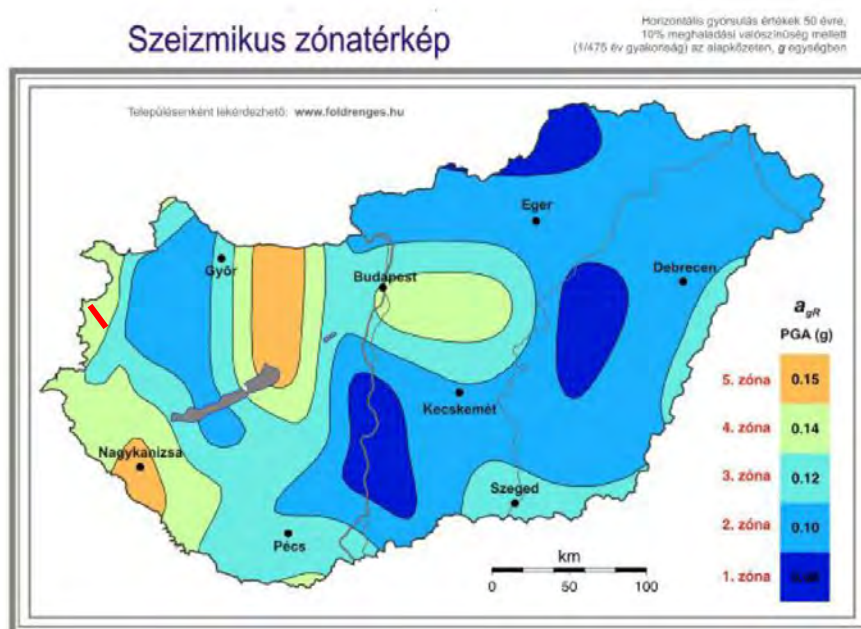 Szeizmikus zónatérkép
Horizontális gyorsulás értékek 50 évre,
10% meghaladási valószínűség mellett
(1/475 év gyakoriság) az alapkőzeten, g egységben
Településenként lekérdezhető: www.foldrenges.hu
Eger
Győr
Budapest
Debrecen
a_gR
PGA (g)
5. zóna 0.15
Kecskemét
4. zóna 0.14
Nagykanizsa
3. zóna 0.12
Szeged
2. zóna 0.10
Pécs
km
1. zóna
0 50 100